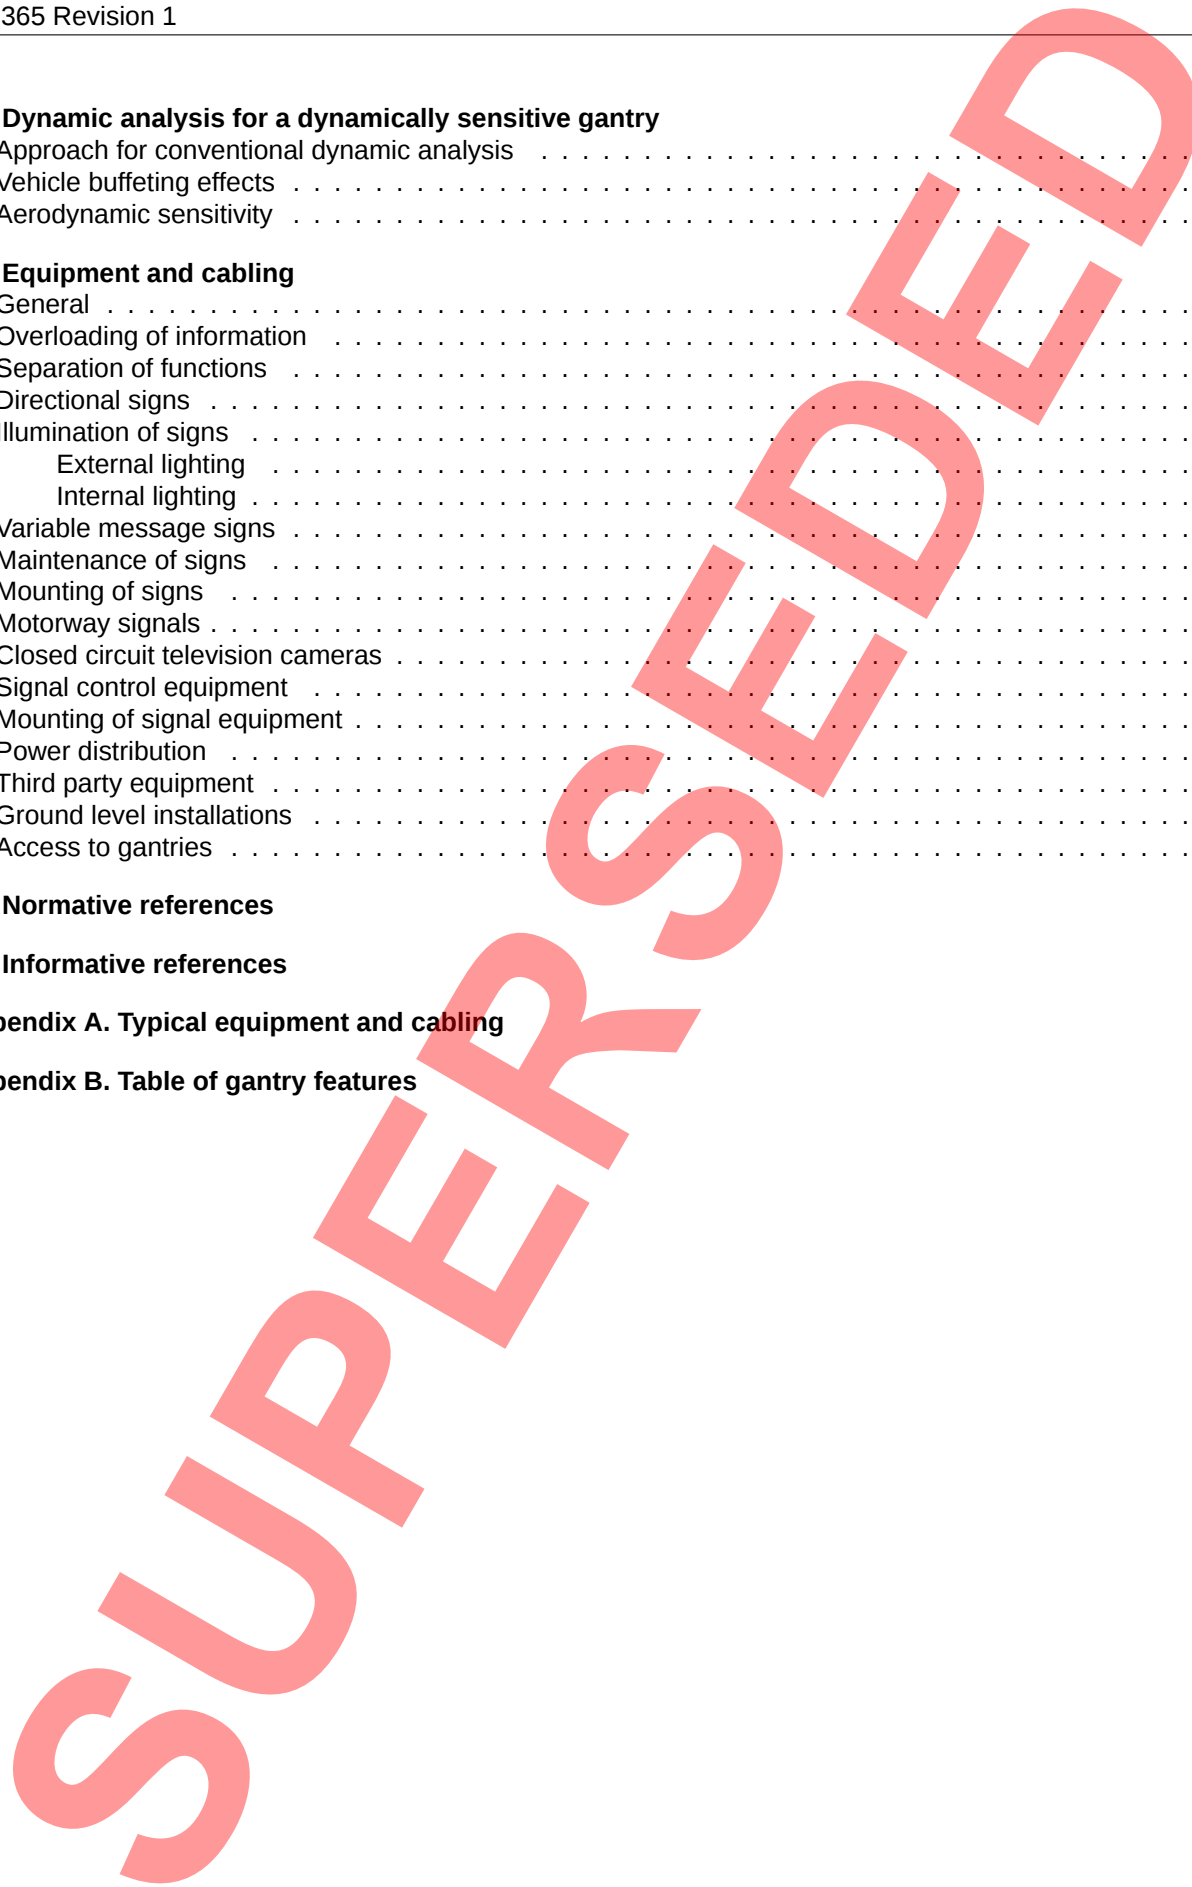 365 Revision 1
Dynamic analysis for a dynamically sensitive gantry
Approach for conventional dynamic analysis . . . . . . . . . . . . . . . . . . . . . . . . . . . . . . . .
Vehicle buffeting effects . . . . . . . . . . . . . . . . . . . . . . . . . . . . . . . . . . . . . . . . . . . .
Aerodynamic sensitivity . . . . . . . . . . . . . . . . . . . . . . . . . . . . . . . . . . . . . . . . . . . .
Equipment and cabling
General . . . . . . . . . . . . . . . . . . . . . . . . . . . . . . . . . . . . . . . . . . . . . . . . . . . . .
Overloading of information . . . . . . . . . . . . . . . . . . . . . . . . . . . . . . . . . . . . . . . . . .
Separation of functions . . . . . . . . . . . . . . . . . . . . . . . . . . . . . . . . . . . . . . . . . . . .
Directional signs . . . . . . . . . . . . . . . . . . . . . . . . . . . . . . . . . . . . . . . . . . . . . . . .
Illumination of signs . . . . . . . . . . . . . . . . . . . . . . . . . . . . . . . . . . . . . . . . . . . . . .
External lighting . . . . . . . . . . . . . . . . . . . . . . . . . . . . . . . . . . . . . . . . . . . . .
Internal lighting . . . . . . . . . . . . . . . . . . . . . . . . . . . . . . . . . . . . . . . . . . . . . .
Variable message signs . . . . . . . . . . . . . . . . . . . . . . . . . . . . . . . . . . . . . . . . . . . .
Maintenance of signs . . . . . . . . . . . . . . . . . . . . . . . . . . . . . . . . . . . . . . . . . . . . .
Mounting of signs . . . . . . . . . . . . . . . . . . . . . . . . . . . . . . . . . . . . . . . . . . . . . . .
Motorway signals . . . . . . . . . . . . . . . . . . . . . . . . . . . . . . . . . . . . . . . . . . . . . . . .
Closed circuit television cameras . . . . . . . . . . . . . . . . . . . . . . . . . . . . . . . . . . . . . . .
Signal control equipment . . . . . . . . . . . . . . . . . . . . . . . . . . . . . . . . . . . . . . . . . . .
Mounting of signal equipment . . . . . . . . . . . . . . . . . . . . . . . . . . . . . . . . . . . . . . . . .
Power distribution . . . . . . . . . . . . . . . . . . . . . . . . . . . . . . . . . . . . . . . . . . . . . . .
Third party equipment . . . . . . . . . . . . . . . . . . . . . . . . . . . . . . . . . . . . . . . . . . . . .
Ground level installations . . . . . . . . . . . . . . . . . . . . . . . . . . . . . . . . . . . . . . . . . . .
Access to gantries . . . . . . . . . . . . . . . . . . . . . . . . . . . . . . . . . . . . . . . . . . . . . . .
Normative references
Informative references
pendix A. Typical equipment and cabling
pendix B. Table of gantry features
SUPERSEDED